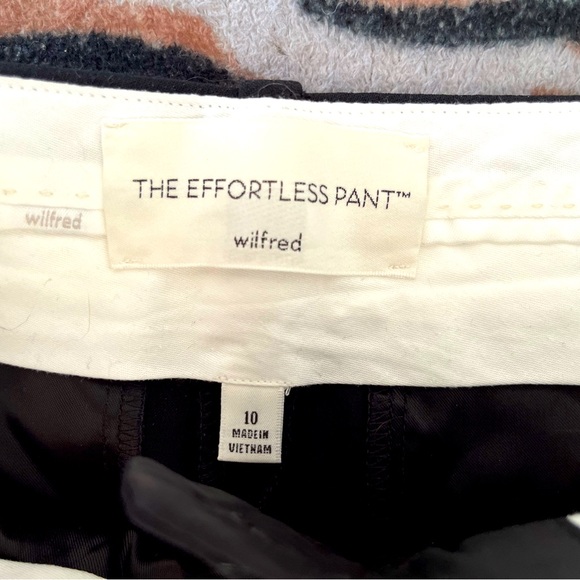 THE EFFORTLESS PANT™
wilfred
wilfred
10
MADE IN
VIETNAM